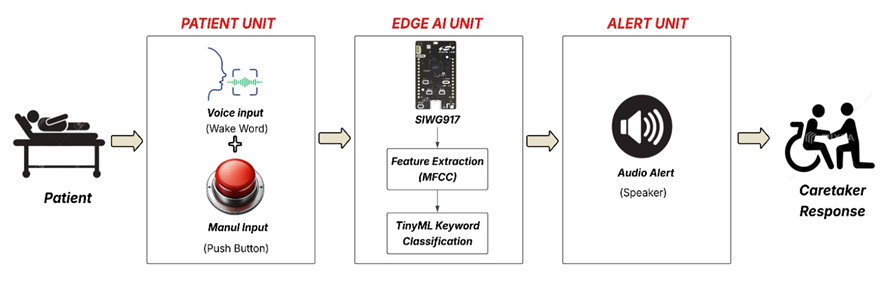 PATIENT UNIT
EDGE AI UNIT
ALERT UNIT
Patient
Voice input
(Wake Word)
+
Manul Input
(Push Button)
SIWG917
Feature Extraction
(MFCC)
TinyML Keyword
Classification
Audio Alert
(Speaker)
Caretaker
Response